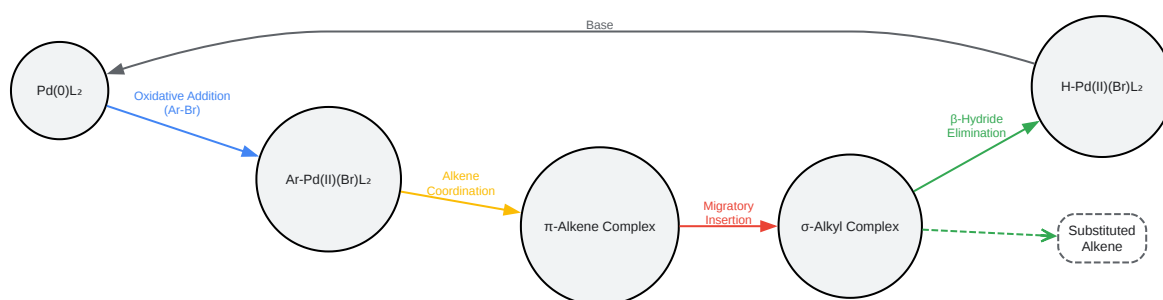 Base
Pd(0)L₂
Oxidative Addition
(Ar-Br)
Ar-Pd(II)(Br)L₂
Alkene
Coordination
π-Alkene Complex
Migratory
Insertion
σ-Alkyl Complex
β-Hydride
Elimination
H-Pd(II)(Br)L₂
Substituted
Alkene